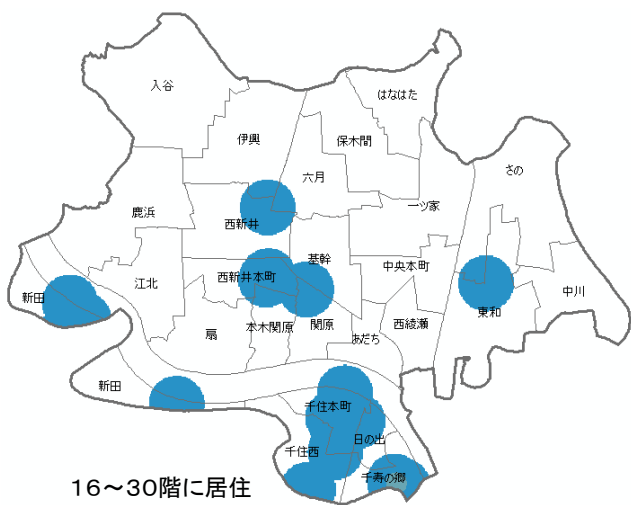 入谷
はなはた
伊興
保木間
六月
さの
鹿浜
一ツ家
西新井
基幹
中央本町
西新井本町
江北
中川
新田
東和
西綾瀬
扇
本木関原
関原
あだち
新田
千住本町
日の出
千住西
千寿の郷
16～30階に居住